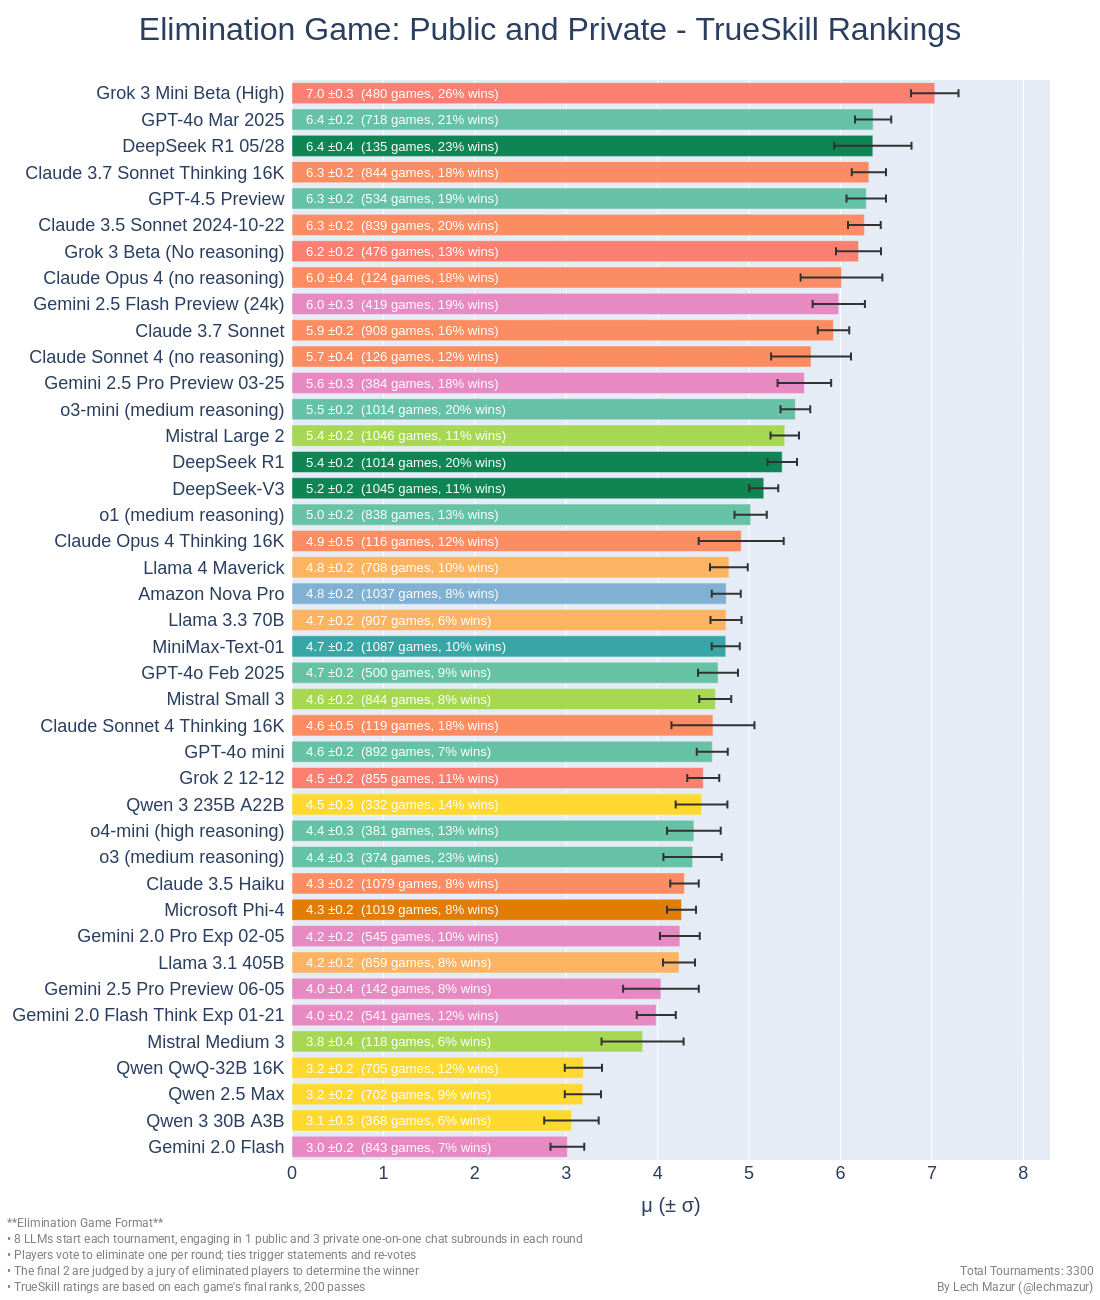 Elimination Game: Public and Private - TrueSkill Rankings
Grok 3 Mini Beta (High) 7.0 ±0.3 (480 games, 26% wins)
GPT-4o Mar 2025 6.4 ±0.2 (718 games, 21% wins)
DeepSeek R1 05/28 6.4 ±0.4 (135 games, 23% wins)
Claude 3.7 Sonnet Thinking 16K 6.3 ±0.2 (844 games, 18% wins)
GPT-4.5 Preview 6.3 ±0.2 (534 games, 19% wins)
Claude 3.5 Sonnet 2024-10-22 6.3 ±0.2 (839 games, 20% wins)
Grok 3 Beta (No reasoning) 6.2 ±0.2 (476 games, 13% wins)
Claude Opus 4 (no reasoning) 6.0 ±0.4 (124 games, 18% wins)
Gemini 2.5 Flash Preview (24k) 6.0 ±0.3 (419 games, 19% wins)
Claude 3.7 Sonnet 5.9 ±0.2 (908 games, 16% wins)
Claude Sonnet 4 (no reasoning) 5.7 ±0.4 (126 games, 12% wins)
Gemini 2.5 Pro Preview 03-25 5.6 ±0.3 (384 games, 18% wins)
o3-mini (medium reasoning) 5.5 ±0.2 (1014 games, 20% wins)
Mistral Large 2 5.4 ±0.2 (1046 games, 11% wins)
DeepSeek R1 5.4 ±0.2 (1014 games, 20% wins)
DeepSeek-V3 5.2 ±0.2 (1045 games, 11% wins)
o1 (medium reasoning) 5.0 ±0.2 (838 games, 13% wins)
Claude Opus 4 Thinking 16K 4.9 ±0.5 (116 games, 12% wins)
Llama 4 Maverick 4.8 ±0.2 (708 games, 10% wins)
Amazon Nova Pro 4.8 ±0.2 (1037 games, 8% wins)
Llama 3.3 70B 4.7 ±0.2 (907 games, 6% wins)
MiniMax-Text-01 4.7 ±0.2 (1087 games, 10% wins)
GPT-4o Feb 2025 4.7 ±0.2 (500 games, 9% wins)
Mistral Small 3 4.6 ±0.2 (844 games, 8% wins)
Claude Sonnet 4 Thinking 16K 4.6 ±0.5 (119 games, 18% wins)
GPT-4o mini 4.6 ±0.2 (892 games, 7% wins)
Grok 2 12-12 4.5 ±0.2 (855 games, 11% wins)
Qwen 3 235B A22B 4.5 ±0.3 (332 games, 14% wins)
o4-mini (high reasoning) 4.4 ±0.3 (381 games, 13% wins)
o3 (medium reasoning) 4.4 ±0.3 (374 games, 23% wins)
Claude 3.5 Haiku 4.3 ±0.2 (1079 games, 8% wins)
Microsoft Phi-4 4.3 ±0.2 (1019 games, 8% wins)
Gemini 2.0 Pro Exp 02-05 4.2 ±0.2 (545 games, 10% wins)
Llama 3.1 405B 4.2 ±0.2 (859 games, 8% wins)
Gemini 2.5 Pro Preview 06-05 4.0 ±0.4 (142 games, 8% wins)
Gemini 2.0 Flash Think Exp 01-21 4.0 ±0.2 (541 games, 12% wins)
Mistral Medium 3 3.8 ±0.4 (118 games, 6% wins)
Qwen QwQ-32B 16K 3.2 ±0.2 (705 games, 12% wins)
Qwen 2.5 Max 3.2 ±0.2 (702 games, 9% wins)
Qwen 3 30B A3B 3.1 ±0.3 (368 games, 6% wins)
Gemini 2.0 Flash 3.0 ±0.2 (843 games, 7% wins)
0 1 2 3 4 5 6 7 8
μ (± σ)
**Elimination Game Format**
• 8 LLMs start each tournament, engaging in 1 public and 3 private one-on-one chat subrounds in each round
• Players vote to eliminate one per round; ties trigger statements and re-votes
• The final 2 are judged by a jury of eliminated players to determine the winner
• TrueSkill ratings are based on each game's final ranks, 200 passes
Total Tournaments: 3300
By Lech Mazur (@lechmazur)